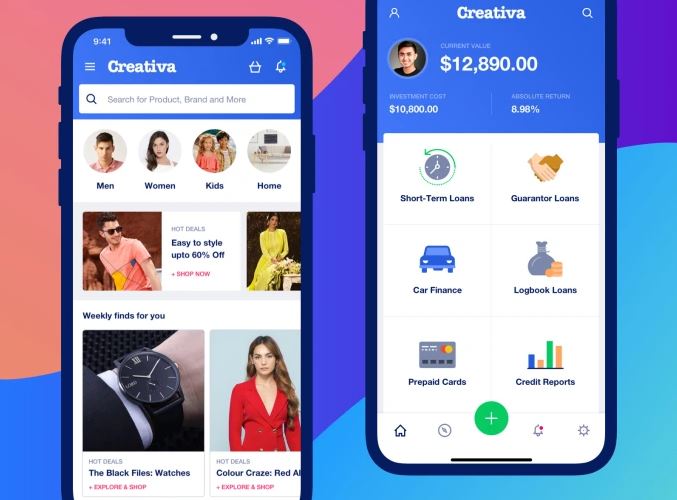 9:41
Creativa
Search for Product, Brand and More
Men
Women
Kids
Home
HOT DEALS
Easy to style
upto 60% Off
+ SHOP NOW
Weekly finds for you
HOT DEALS
The Black Files: Watches
+ EXPLORE & SHOP
HOT DEALS
Colour Craze: Red Al
+ EXPLORE & SHOP
Creativa
CURRENT VALUE
$12,890.00
INVESTMENT COST
$10,800.00
ABSOLUTE RETURN
8.98%
Short-Term Loans
Guarantor Loans
Car Finance
Logbook Loans
Prepaid Cards
Credit Reports